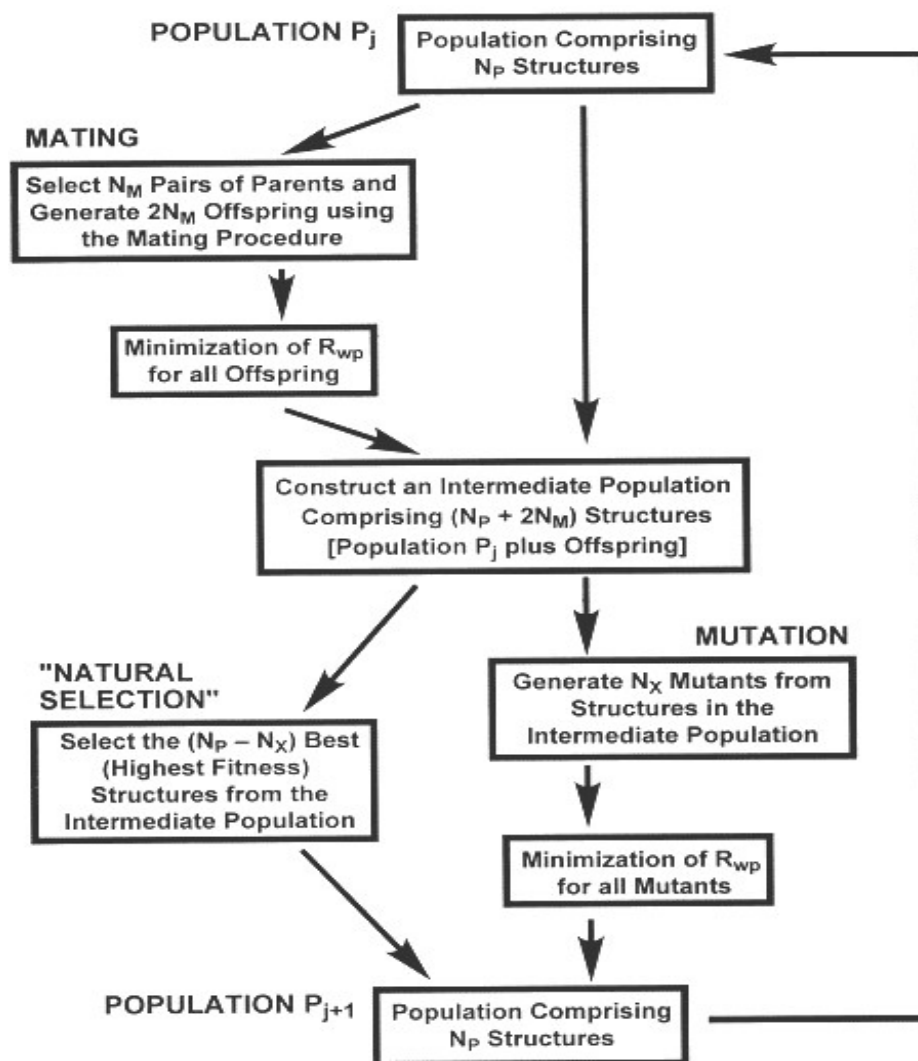 POPULATION Pj
Population Comprising
NP Structures
MATING
Select NM Pairs of Parents and
Generate 2NM Offspring using
the Mating Procedure
Minimization of Rwp
for all Offspring
Construct an Intermediate Population
Comprising (NP + 2NM) Structures
[Population Pj plus Offspring]
"NATURAL
SELECTION"
Select the (NP – NX) Best
(Highest Fitness)
Structures from the
Intermediate Population
MUTATION
Generate NX Mutants from
Structures in the
Intermediate Population
Minimization of Rwp
for all Mutants
POPULATION Pj+1
Population Comprising
NP Structures